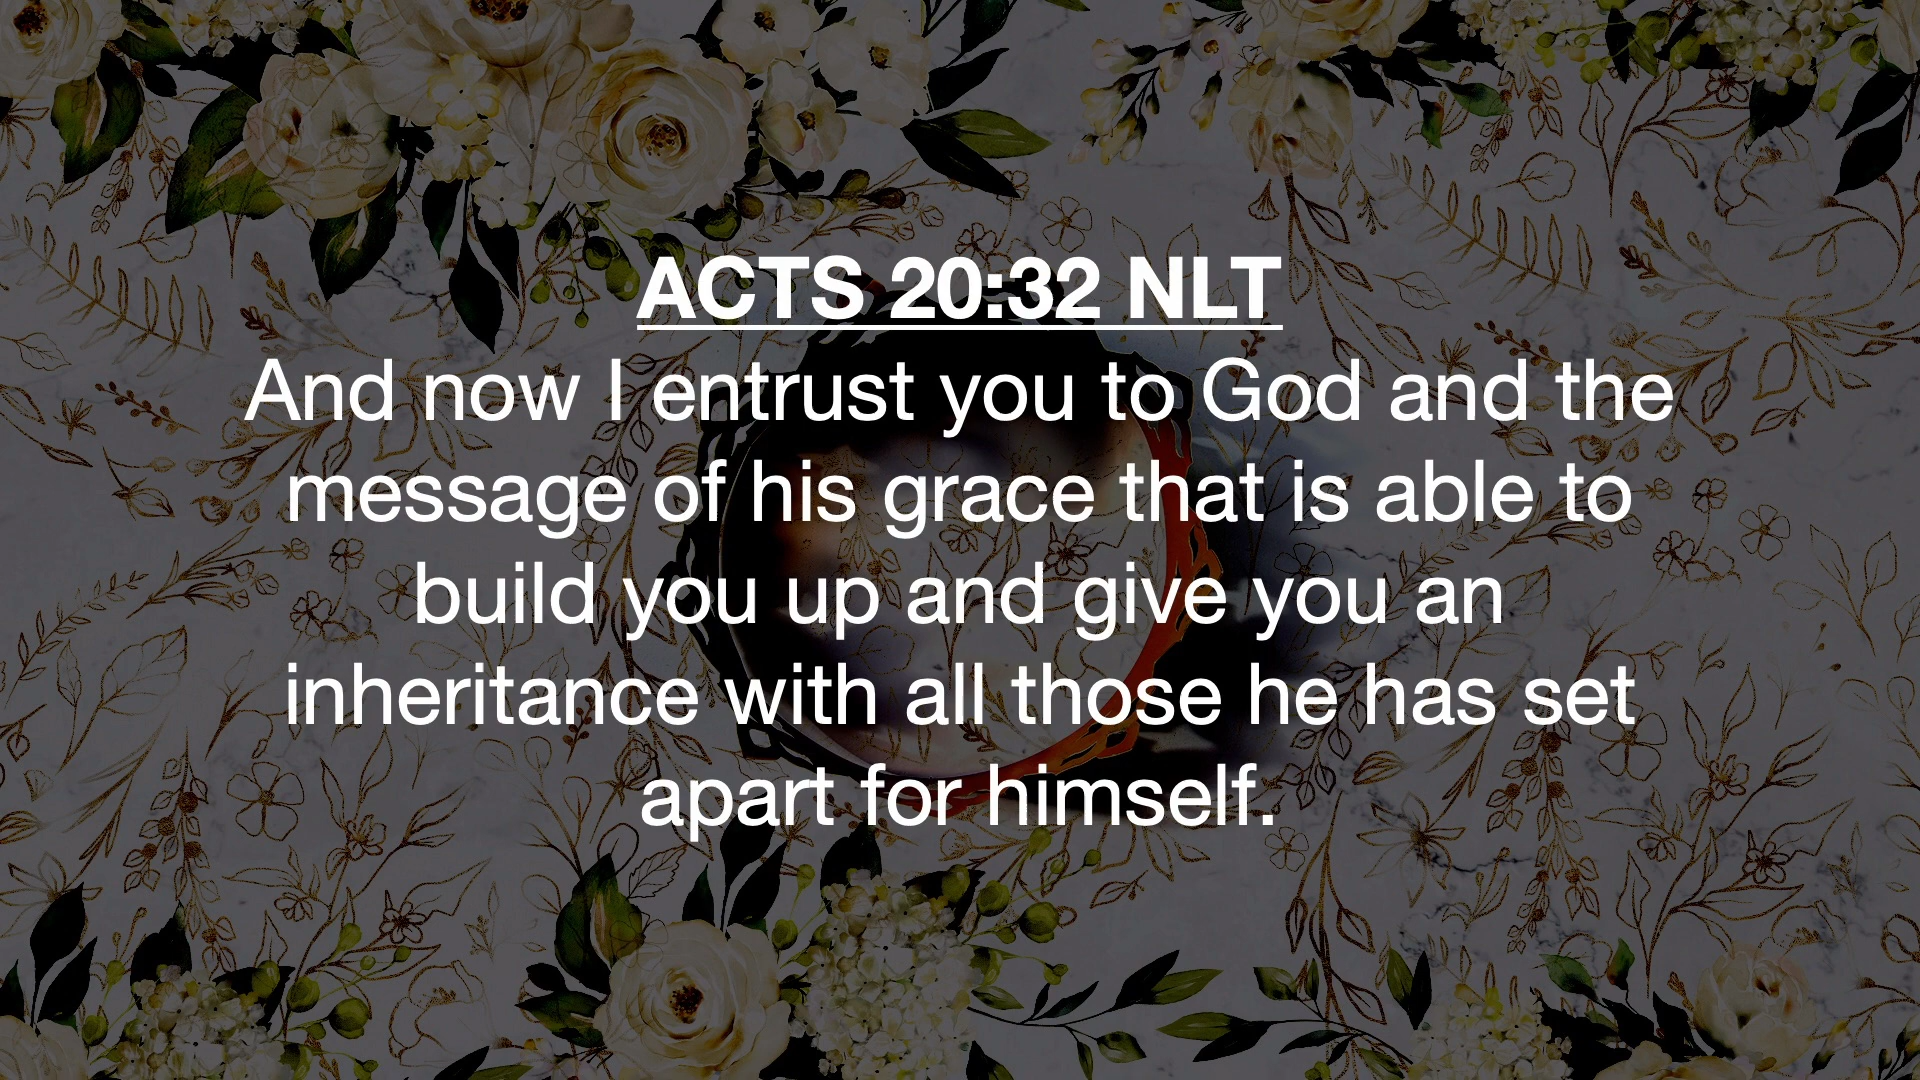 ACTS 20:32 NLT
And now I entrust you to God and the
message of his grace that is able to
build you up and give you an
inheritance with all those he has set
apart for himself.